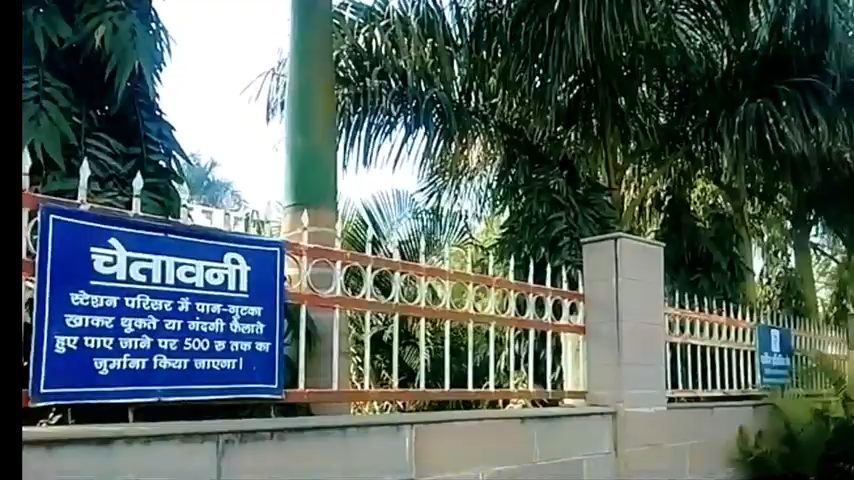 चेतावनी
स्टेशन परिसर में पान-गुटका
खाकर थुकते या गंदगी फैलाते
हुए पाए जाने पर 500 रु तक का
जुर्माना किया जाएगा।